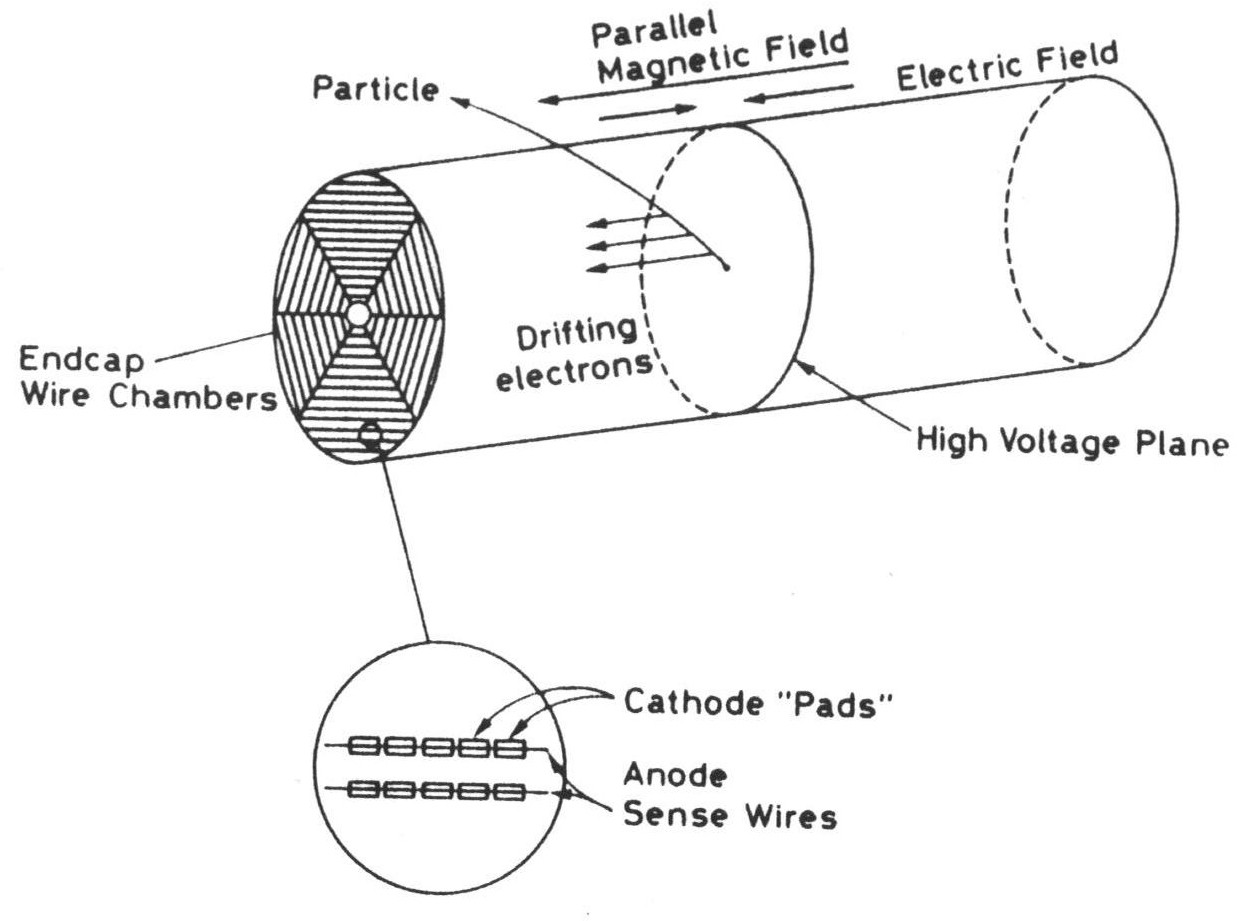 Parallel
Magnetic Field
Electric Field
Particle
Drifting
electrons
Endcap
Wire Chambers
High Voltage Plane
Cathode "Pads"
Anode
Sense Wires